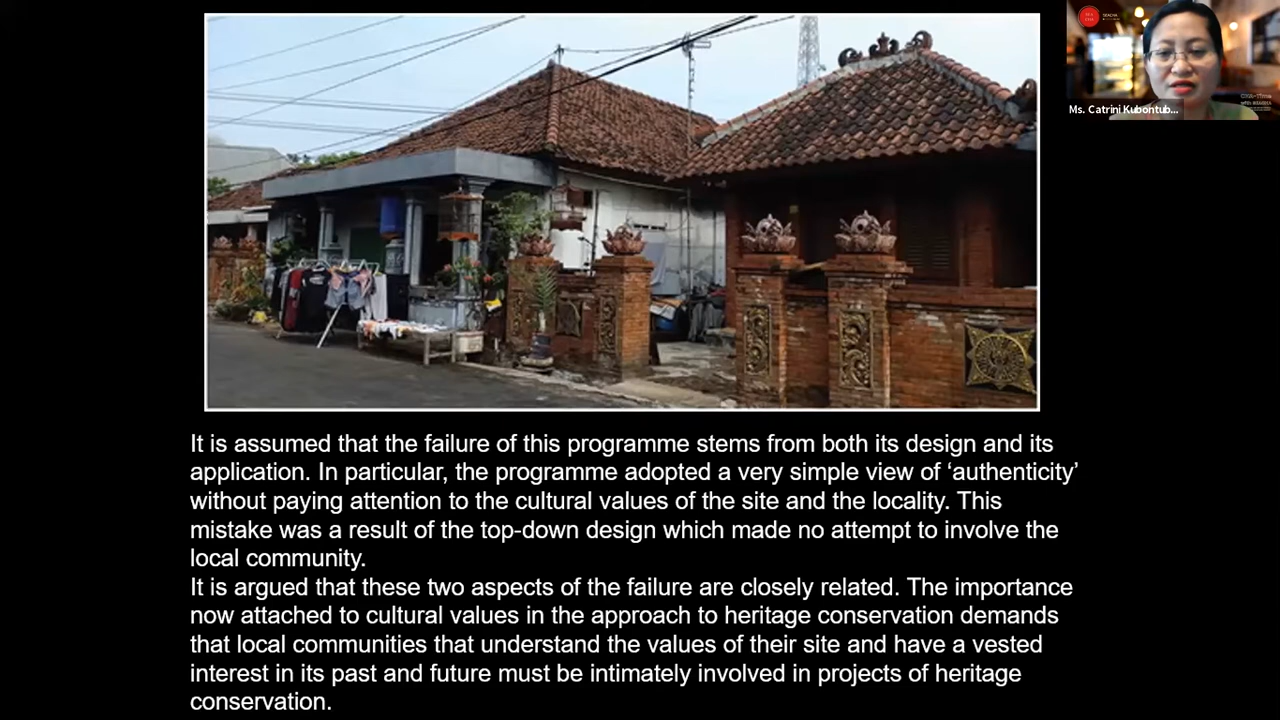 Ms. Catrini Kubontub...
It is assumed that the failure of this programme stems from both its design and its
application. In particular, the programme adopted a very simple view of ‘authenticity’
without paying attention to the cultural values of the site and the locality. This
mistake was a result of the top-down design which made no attempt to involve the
local community.
It is argued that these two aspects of the failure are closely related. The importance
now attached to cultural values in the approach to heritage conservation demands
that local communities that understand the values of their site and have a vested
interest in its past and future must be intimately involved in projects of heritage
conservation.